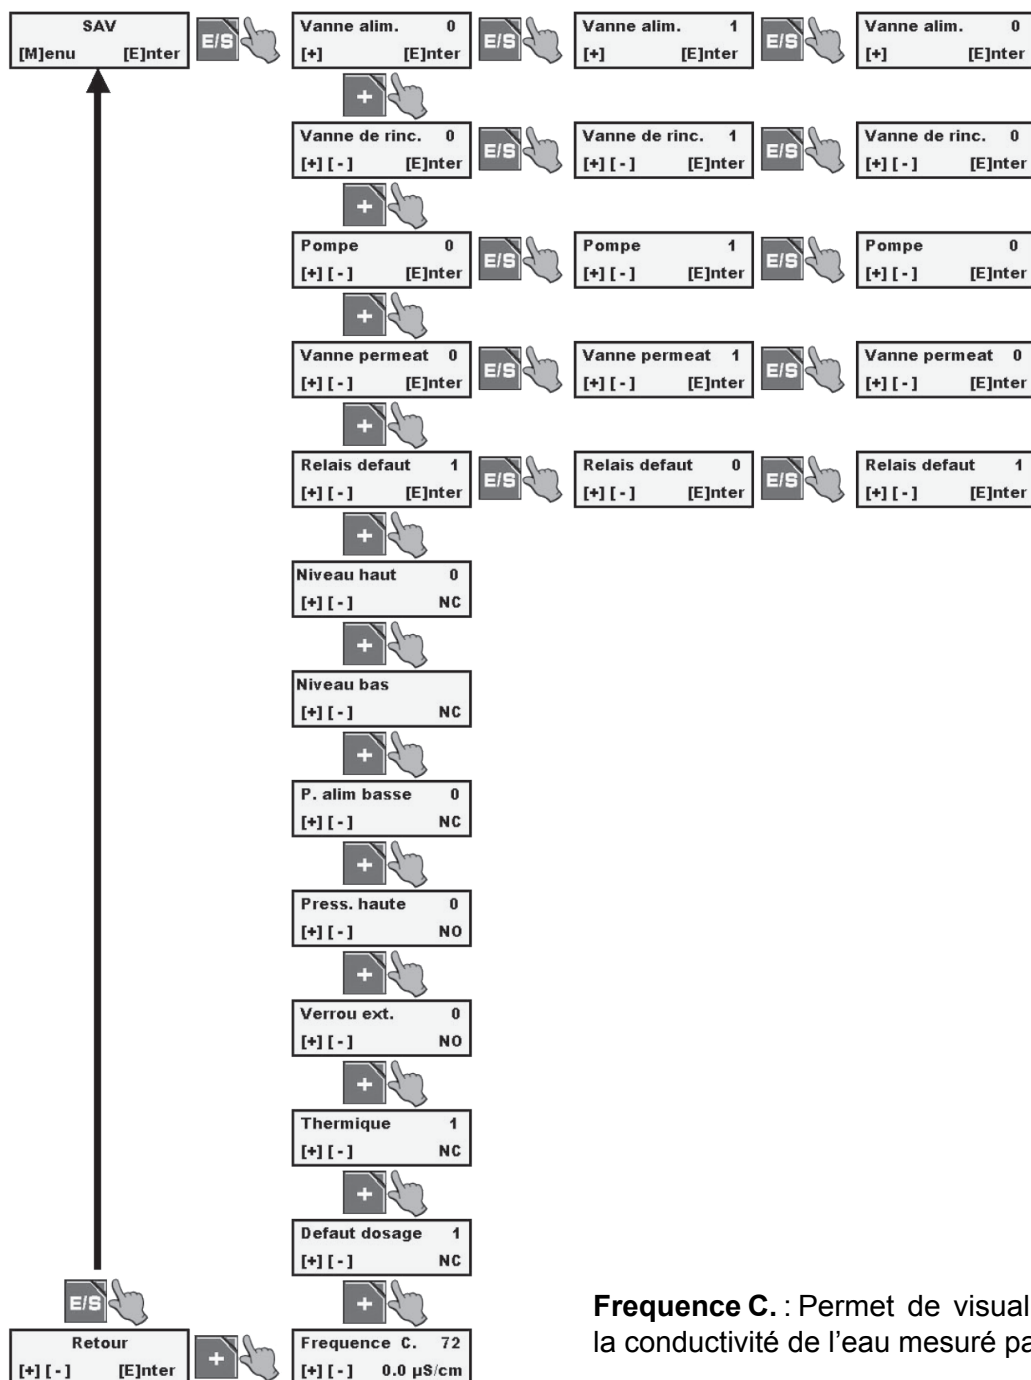 SAV
[M]enu [E]nter
E/S
Vanne alim. 0
[+] [E]nter
E/S
Vanne alim. 1
[+] [E]nter
E/S
Vanne alim. 0
[+] [E]nter
+
Vanne de rinc. 0
[+] [ - ] [E]nter
E/S
Vanne de rinc. 1
[+] [ - ] [E]nter
E/S
Vanne de rinc. 0
[+] [ - ] [E]nter
+
Pompe 0
[+] [ - ] [E]nter
E/S
Pompe 1
[+] [ - ] [E]nter
E/S
Pompe 0
[+] [ - ] [E]nter
+
Vanne permeat 0
[+] [ - ] [E]nter
E/S
Vanne permeat 1
[+] [ - ] [E]nter
E/S
Vanne permeat 0
[+] [ - ] [E]nter
+
Relais defaut 1
[+] [ - ] [E]nter
E/S
Relais defaut 0
[+] [ - ] [E]nter
E/S
Relais defaut 1
[+] [ - ] [E]nter
+
Niveau haut 0
[+] [ - ] NC
+
Niveau bas
[+] [ - ] NC
+
P. alim basse 0
[+] [ - ] NC
+
Press. haute 0
[+] [ - ] NO
+
Verrou ext. 0
[+] [ - ] NO
+
Thermique 1
[+] [ - ] NC
+
Defaut dosage 1
[+] [ - ] NC
+
E/S
Retour
[+] [ - ] [E]nter
+
Frequence C. 72
[+] [ - ] 0.0 µS/cm
Frequence C. : Permet de visual
la conductivité de l'eau mesuré pa